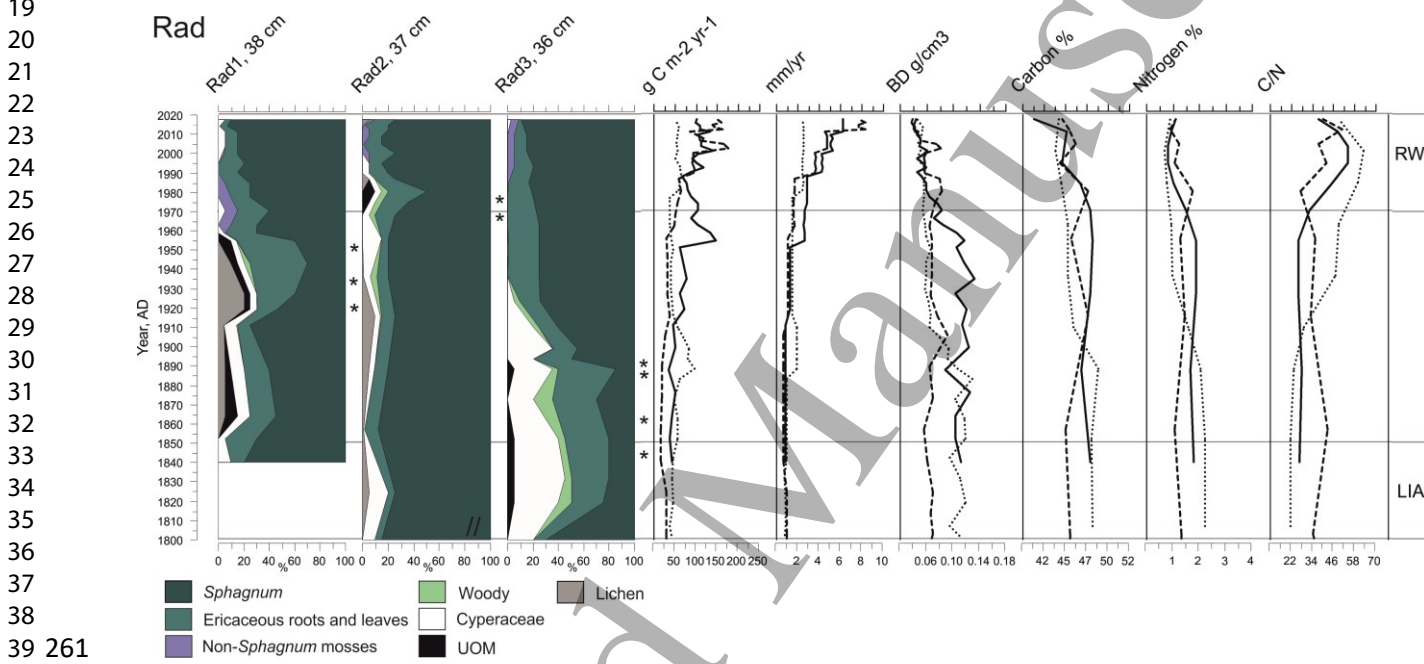 19
20
21
22
23
24
25
26
27
28
29
30
31
32
33
34
35
36
37
38
39 261
Rad
Rad1, 38 cm
Rad2, 37 cm
Rad3, 36 cm
g C m-2 yr-1
mm/yr
BD g/cm3
Carbon %
Nitrogen %
C/N
Year, AD
2020
2010
2000
1990
1980
1970
1960
1950
1940
1930
1920
1910
1900
1890
1880
1870
1860
1850
1840
1830
1820
1810
1800
*
*
*
*
*
*
*
*
*
//
RW
LIA
0 20 40 % 60 80 100
0 20 40 % 60 80 100
0 20 40 60 80 100
50 100 150 200 250
2 4 6 8 10
0.06 0.10 0.14 0.18
42 45 47 50 52
1 2 3 4
22 34 46 58 70
Sphagnum
Ericaceous roots and leaves
Non-Sphagnum mosses
Woody
Cyperaceae
UOM
Lichen
d Manus